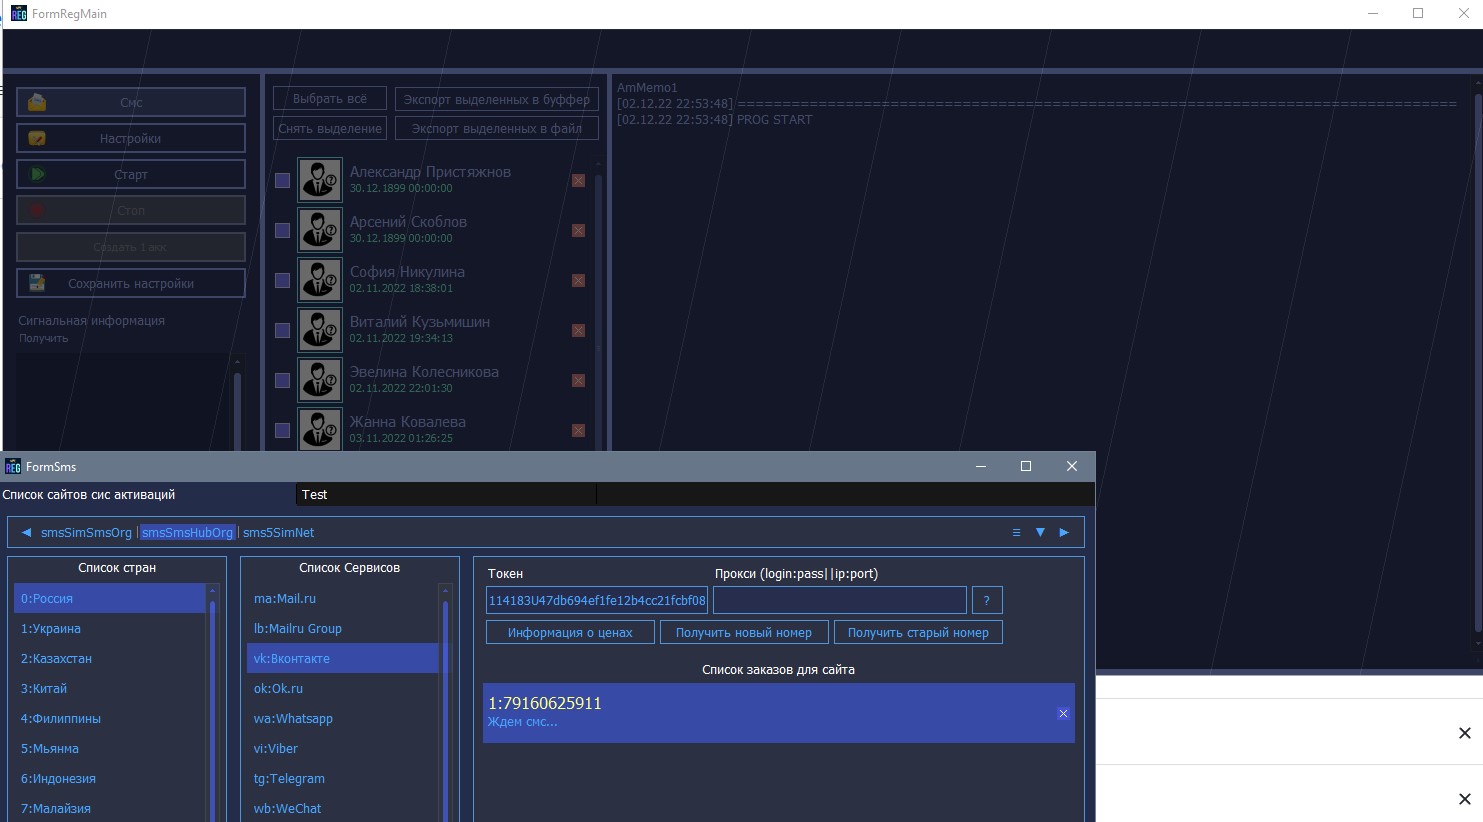 FormRegMain
Смс
Настройки
Старт
Стоп
Создать 1 акк
Сохранить настройки
Сигнальная информация
Получить
Выбрать всё
Экспорт выделенных в буффер
Снять выделение
Экспорт выделенных в файл
Александр Пристяжнов
30.12.1899 00:00:00
Арсений Скоблов
30.12.1899 00:00:00
София Никулина
02.11.2022 18:38:01
Виталий Кузьмишин
02.11.2022 19:34:13
Эвелина Колесникова
02.11.2022 22:01:30
Жанна Ковалева
03.11.2022 01:26:25
AmMemo1
[02.12.22 22:53:48] ================================================================================
[02.12.22 22:53:48] PROG START
REG FormSms
Список сайтов сис активаций
Test
smsSimSmsOrg | smsSmsHubOrg | sms5SimNet
Список стран
0:Россия
1:Украина
2:Казахстан
3:Китай
4:Филиппины
5:Мьянма
6:Индонезия
7:Малайзия
Список Сервисов
ma:Mail.ru
lb:Mailru Group
vk:Вконтакте
ok:Ok.ru
wa:Whatsapp
vi:Viber
tg:Telegram
wb:WeChat
Токен
Прокси (login:pass||ip:port)
114183U47db694ef1fe12b4cc21fcbf08
?
Информация о ценах
Получить новый номер
Получить старый номер
Список заказов для сайта
1:79160625911
Ждем смс...